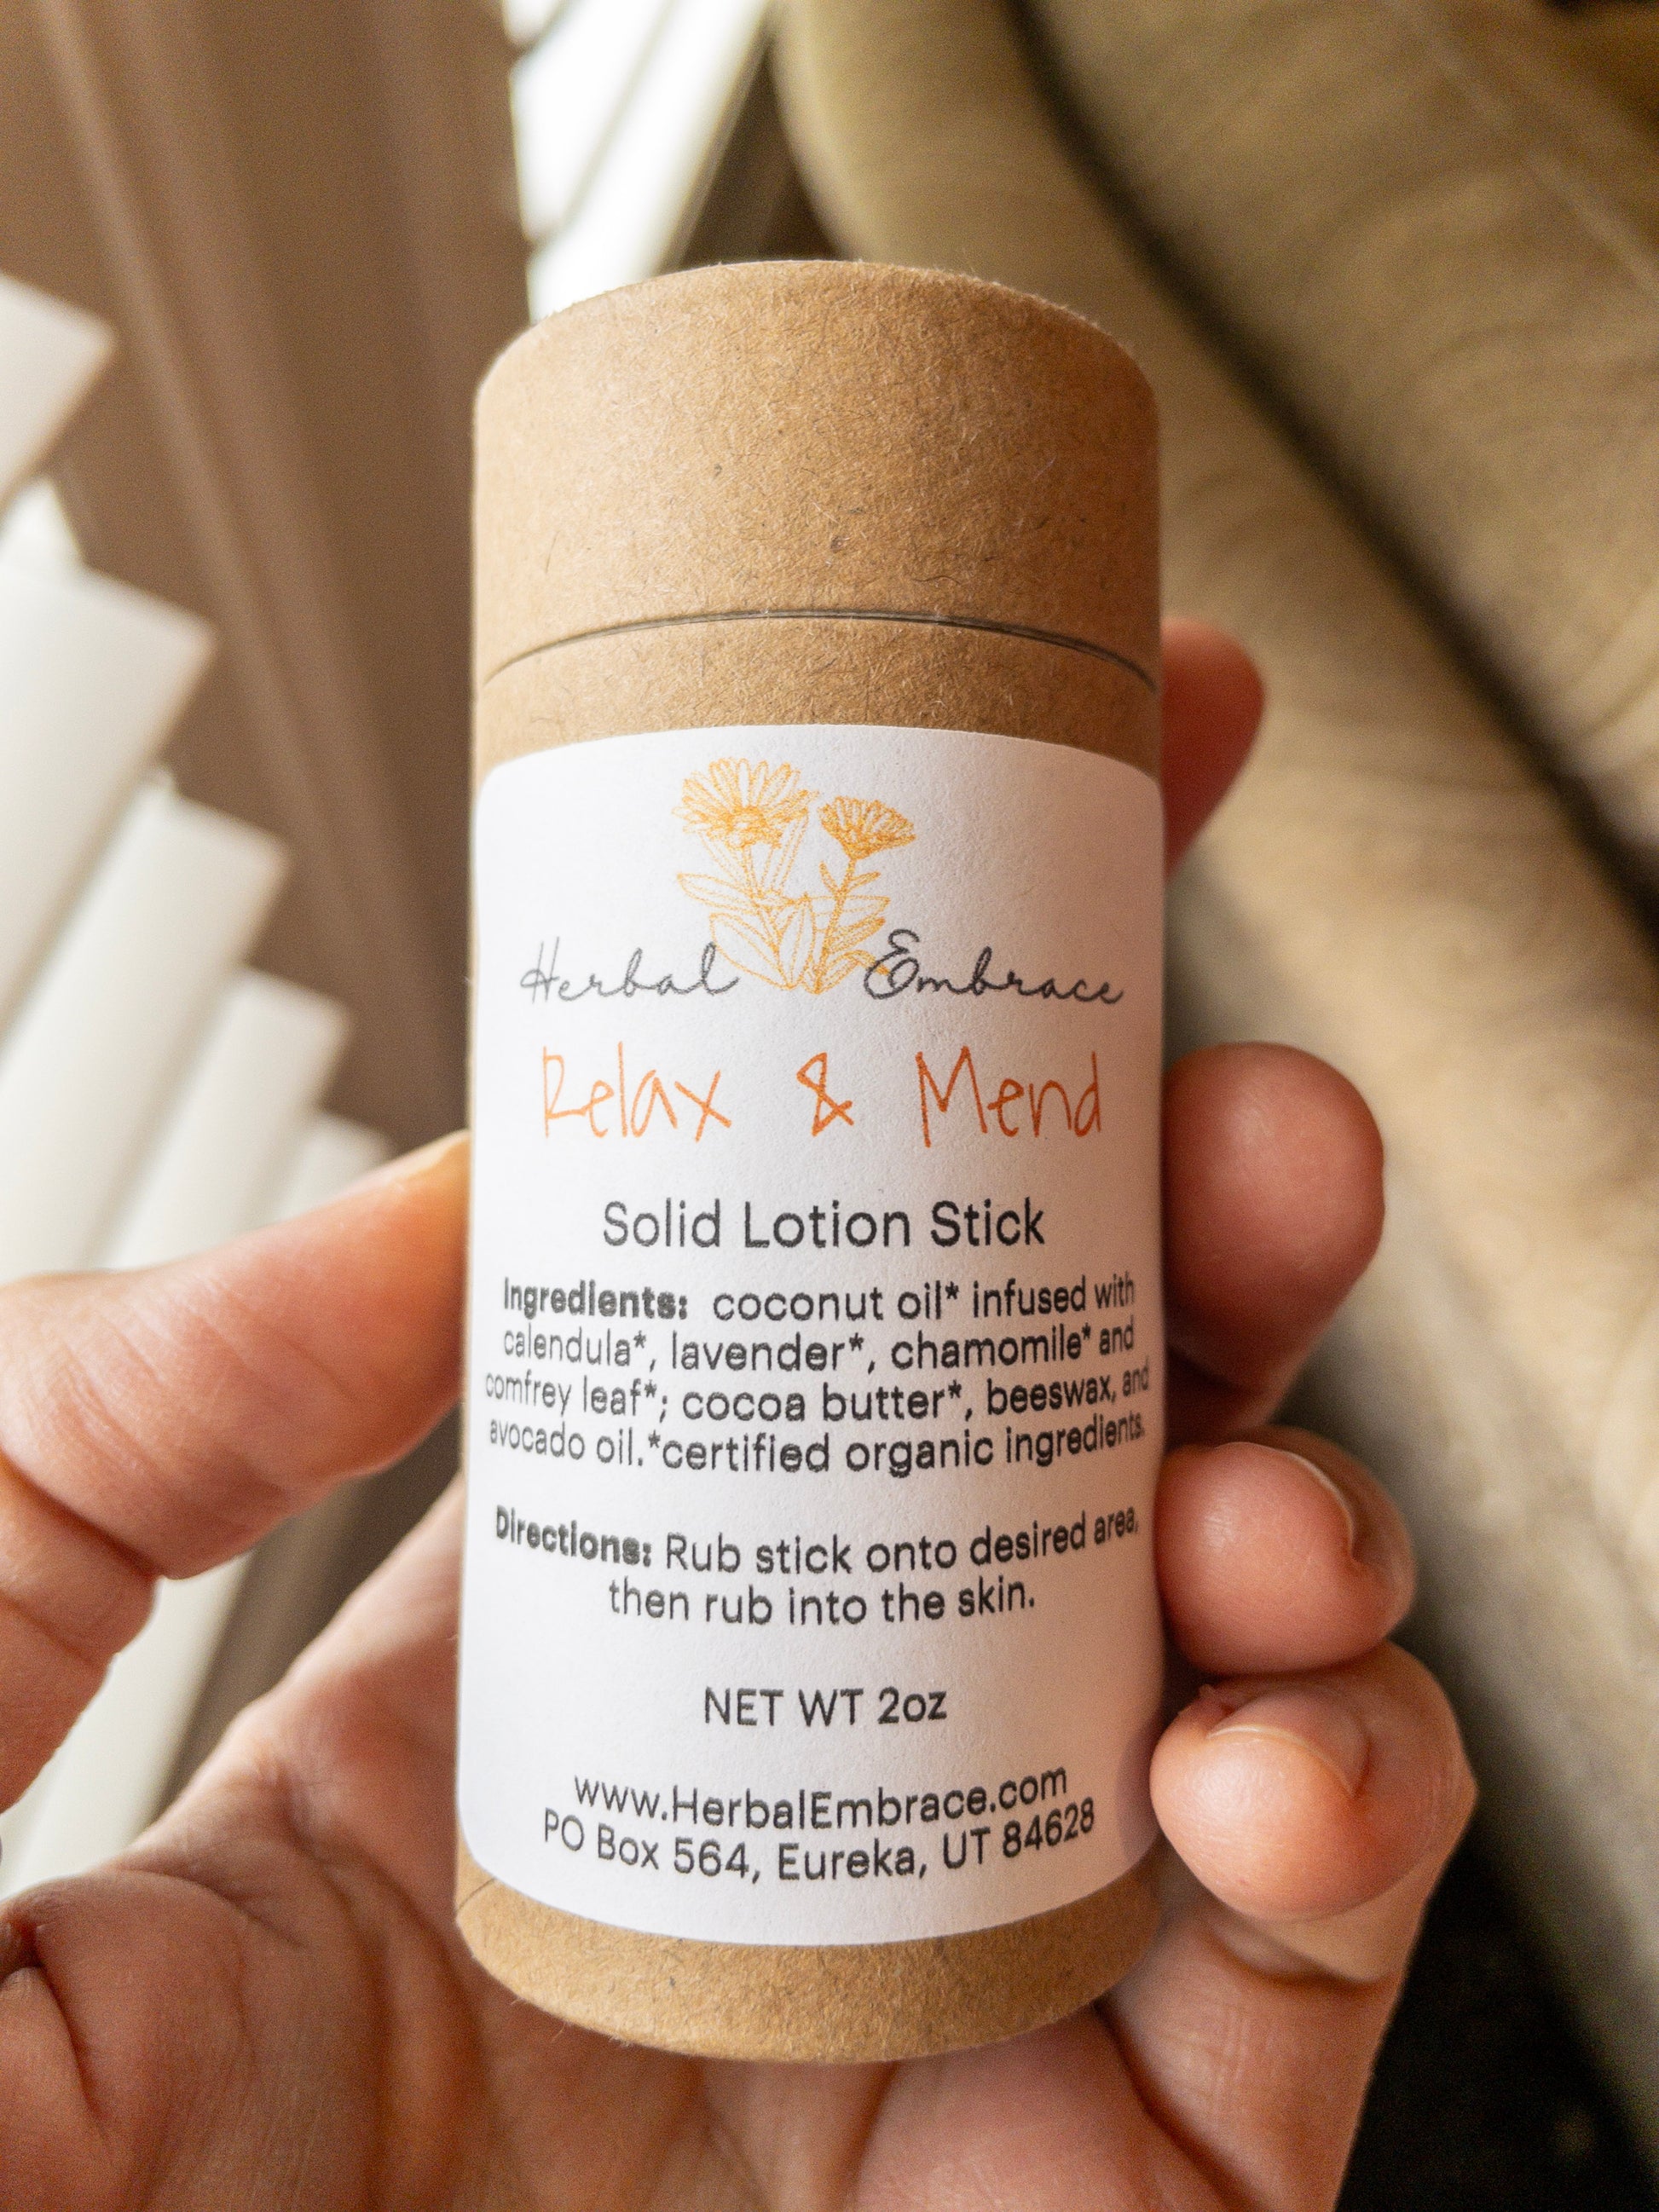 Herbal Embrace
Relax & Mend
Solid Lotion Stick
Ingredients: coconut oil* infused with
calendula*, lavender*, chamomile* and
comfrey leaf*; cocoa butter*, beeswax, and
avocado oil.*certified organic ingredients.
Directions: Rub stick onto desired area,
then rub into the skin.
NET WT 2oz
www.HerbalEmbrace.com
PO Box 564, Eureka, UT 84628